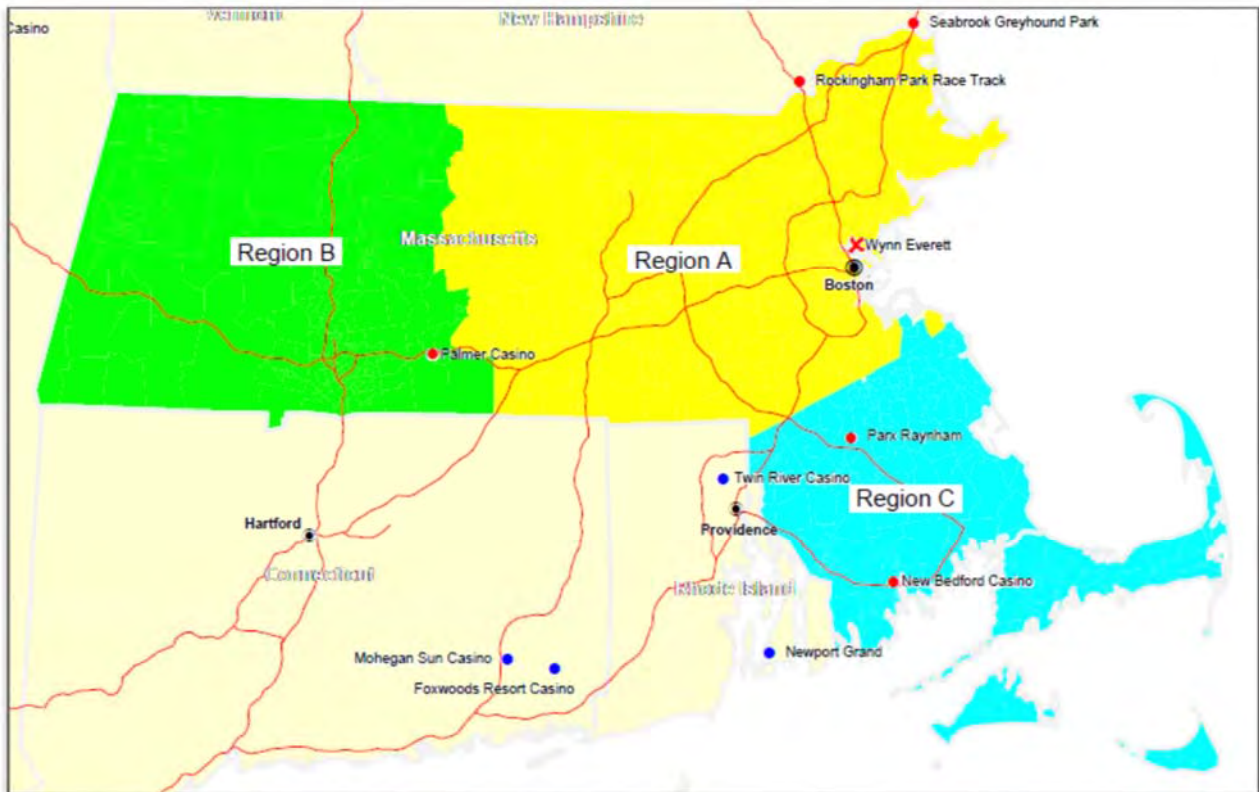 Vermont
New Hampshire
Seabrook Greyhound Park
Casino
Rockingham Park Race Track
Massachusetts
Region B
Region A
Wynn Everett
Boston
Palmer Casino
Parx Raynham
Twin River Casino
Region C
Providence
Hartford
Connecticut
New Bedford Casino
Rhode Island
Mohegan Sun Casino
Newport Grand
Foxwoods Resort Casino